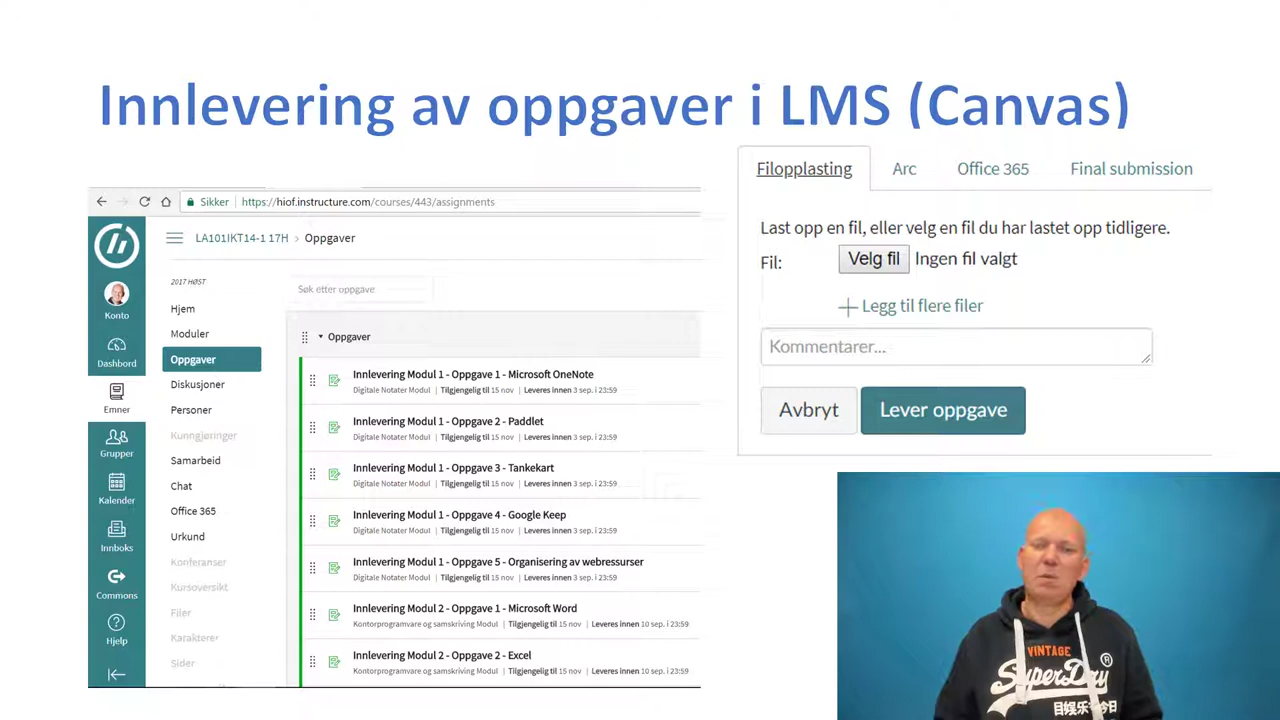 Innlevering av oppgaver i LMS (Canvas)
Sikker https://hiof.instructure.com/courses/443/assignments
LA101IKT14-1 17H > Oppgaver
Konto
Dashbord
Emner
Grupper
Kalender
Innboks
Commons
Hjelp
2017 HØST
Hjem
Moduler
Oppgaver
Diskusjoner
Personer
Kunngjøringer
Samarbeid
Chat
Office 365
Urkund
Konferanser
Kursoversikt
Filer
Karakterer
Sider
Søk etter oppgave
Oppgaver
Innlevering Modul 1 - Oppgave 1 - Microsoft OneNote
Digitale Notater Modul | Tilgjengelig til 15 nov | Leveres innen 3 sep. i 23:59
Innlevering Modul 1 - Oppgave 2 - Paddlet
Digitale Notater Modul | Tilgjengelig til 15 nov | Leveres innen 3 sep. i 23:59
Innlevering Modul 1 - Oppgave 3 - Tankekart
Digitale Notater Modul | Tilgjengelig til 15 nov | Leveres innen 3 sep. i 23:59
Innlevering Modul 1 - Oppgave 4 - Google Keep
Digitale Notater Modul | Tilgjengelig til 15 nov | Leveres innen 3 sep. i 23:59
Innlevering Modul 1 - Oppgave 5 - Organisering av webressurser
Digitale Notater Modul | Tilgjengelig til 15 nov | Leveres innen 3 sep. i 23:59
Innlevering Modul 2 - Oppgave 1 - Microsoft Word
Kontorprogramvare og samskriving Modul | Tilgjengelig til 15 nov | Leveres innen 10 sep. i 23:59
Innlevering Modul 2 - Oppgave 2 - Excel
Kontorprogramvare og samskriving Modul | Tilgjengelig til 15 nov | Leveres innen 10 sep. i 23:59
Filopplasting Arc Office 365 Final submission
Last opp en fil, eller velg en fil du har lastet opp tidligere.
Fil: Velg fil Ingen fil valgt
Legg til flere filer
Kommentarer...
Avbryt Lever oppgave
VINTAGE
SuperDry®